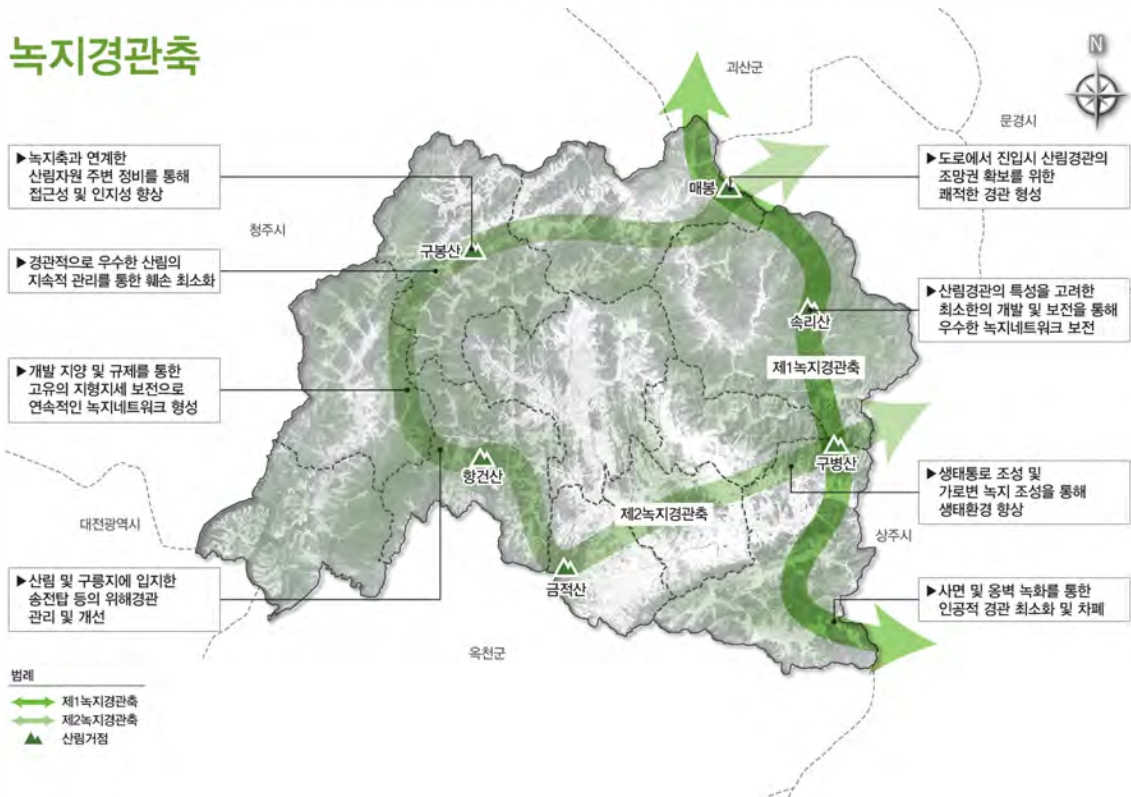 녹지경관축
N
괴산군
문경시
▶녹지축과 연계한
산림자원 주변 정비를 통해
접근성 및 인지성 향상
▶도로에서 진입시 산림경관의
조망권 확보를 위한
쾌적한 경관 형성
매봉
청주시
구봉산
▶경관적으로 우수한 산림의
지속적 관리를 통한 훼손 최소화
▶산림경관의 특성을 고려한
최소한의 개발 및 보전을 통해
우수한 녹지네트워크 보전
속리산
제1녹지경관축
▶개발 지양 및 규제를 통한
고유의 지형지세 보전으로
연속적인 녹지네트워크 형성
구병산
항건산
▶생태통로 조성 및
가로변 녹지 조성을 통해
생태환경 향상
제2녹지경관축
대전광역시
상주시
금적산
▶산림 및 구릉지에 입지한
송전탑 등의 위해경관
관리 및 개선
▶사면 및 옹벽 녹화를 통한
인공적 경관 최소화 및 차폐
옥천군
범례
제1녹지경관축
제2녹지경관축
산림거점